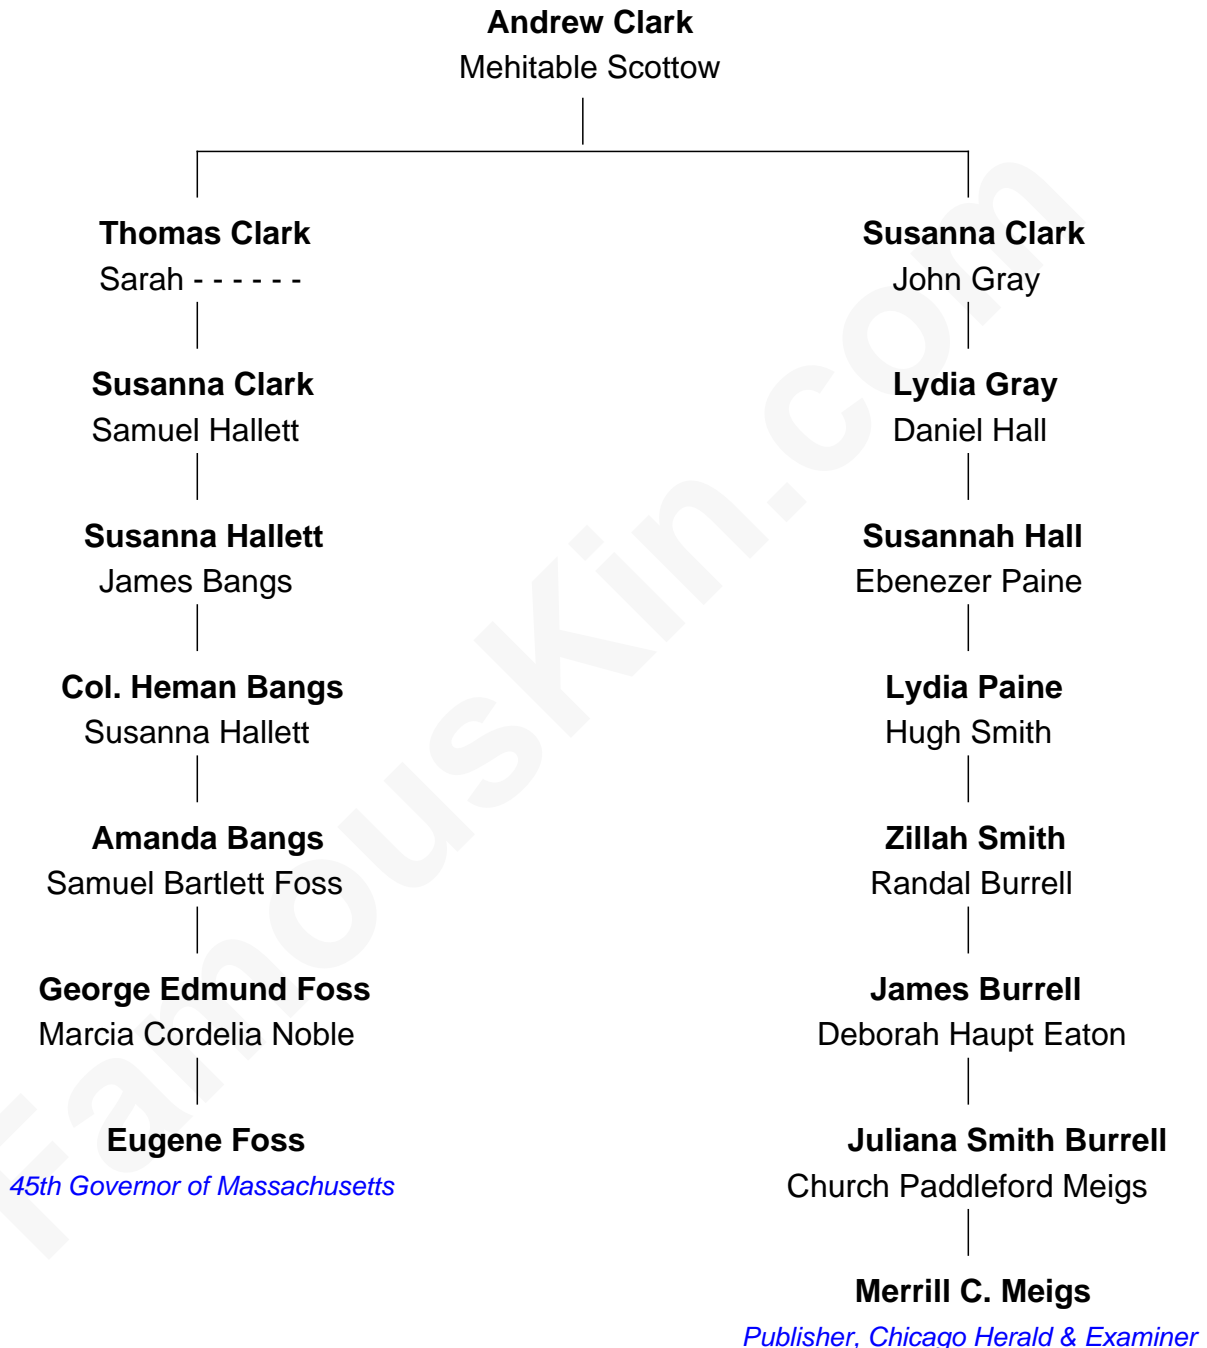 Andrew Clark
Mehitable Scottow
Thomas Clark
Sarah - - - - - -
Susanna Clark
John Gray
Susanna Clark
Samuel Hallett
Lydia Gray
Daniel Hall
Susanna Hallett
James Bangs
Susannah Hall
Ebenezer Paine
Col. Heman Bangs
Susanna Hallett
Lydia Paine
Hugh Smith
Amanda Bangs
Samuel Bartlett Foss
Zillah Smith
Randal Burrell
George Edmund Foss
Marcia Cordelia Noble
James Burrell
Deborah Haupt Eaton
Eugene Foss
45th Governor of Massachusetts
Juliana Smith Burrell
Church Paddleford Meigs
Merrill C. Meigs
Publisher, Chicago Herald & Examiner
FamousKin.com